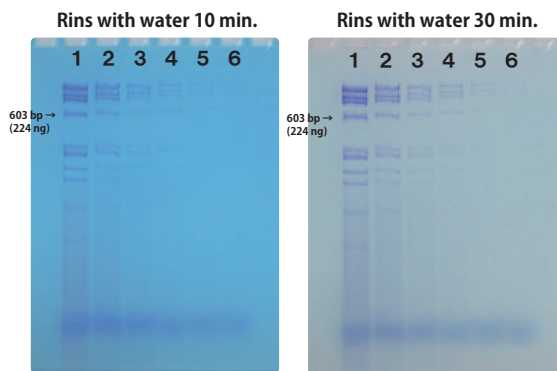 Rins with water 10 min.
1 2 3 4 5 6
603 bp →
(224 ng)
Rins with water 30 min.
1 2 3 4 5 6
603 bp →
(224 ng)